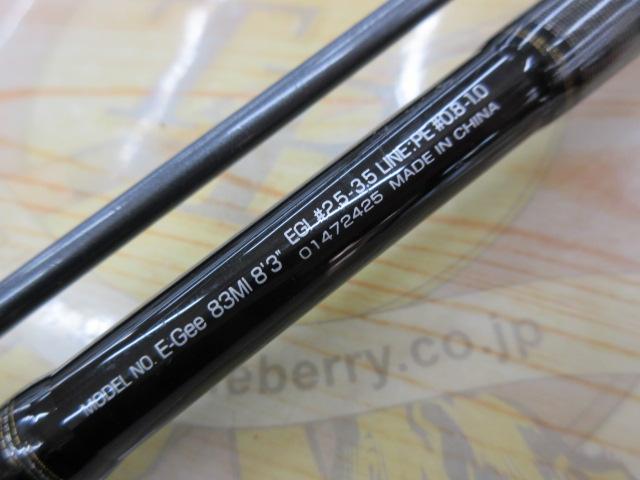 MODEL NO. E-Gee 83MI 8'3" EGI #2.5-3.5 LINE:PE #0.8-1.0
01472425 MADE IN CHINA
eberry.co.jp